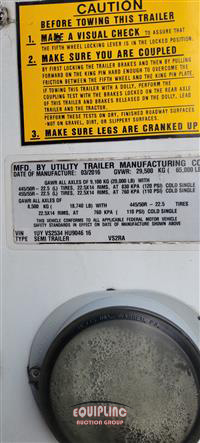 CAUTION
BEFORE TOWING THIS TRAILER
1. MAKE A VISUAL CHECK TO ASSURE THAT
THE FIFTH WHEEL LOCKING LEVER IS IN THE LOCKED POSITION.
2. MAKE SURE YOU ARE COUPLED
BY FIRST LOCKING THE TRAILER BRAKES AND THEN BY PULLING
FORWARD ON THE KING PIN HARD ENOUGH TO OVERCOME THE
FRICTION BETWEEN THE FIFTH WHEEL AND THE KING PIN PLATE.
IF TOWING THIS TRAILER WITH A DOLLY, PERFORM THE
COUPLING TEST WITH THE BRAKES LOCKED ON THE REAR AXLE
OF THIS TRAILER AND BRAKES RELEASED ON THE DOLLY, LEAD
TRAILER AND THE TRACTOR.
PERFORM THESE TESTS ON DRY, FINISHED ROADWAY SURFACES
-NOT ON GRAVEL, DIRT, OR SLIPPERY SURFACES.
3. MAKE SURE LEGS ARE CRANKED UP
MFD. BY UTILITY TRAILER MANUFACTURING CO
DATE OF MANUFACTURE: 03/2016 GVWR: 29,500 KG ( 65,000 L
GAWR ALL AXLES OF 9,100 KG (20,000 LB) WITH
445/50R-22.5 (L) TIRES, 22.5X14 RIMS, AT 830 KPA (120 PSI) COLD SINGLE
455/55R-22.5 (L) TIRES, 22.5X14 RIMS, AT 760 KPA (110 PSI) COLD SINGLE
GAWR AXLES OF
8,500 KG ( 18,740 LB) WITH 445/50R-22.5 TIRES
22.5X14 RIMS, AT 760 KPA ( 110 PSI) COLD SINGLE
THIS VEHICLE CONFORMS TO ALL APPLICABLE FEDERAL MOTOR VEHICLE
SAFETY STANDARDS IN EFFECT ON DATE OF MANUFACTURE SHOWN ABOVE.
VIN 1UY VS2534 HU9046 16
TYPE SEMI TRAILER VS2RA
EQUIPLINQ
AUCTION GROUP